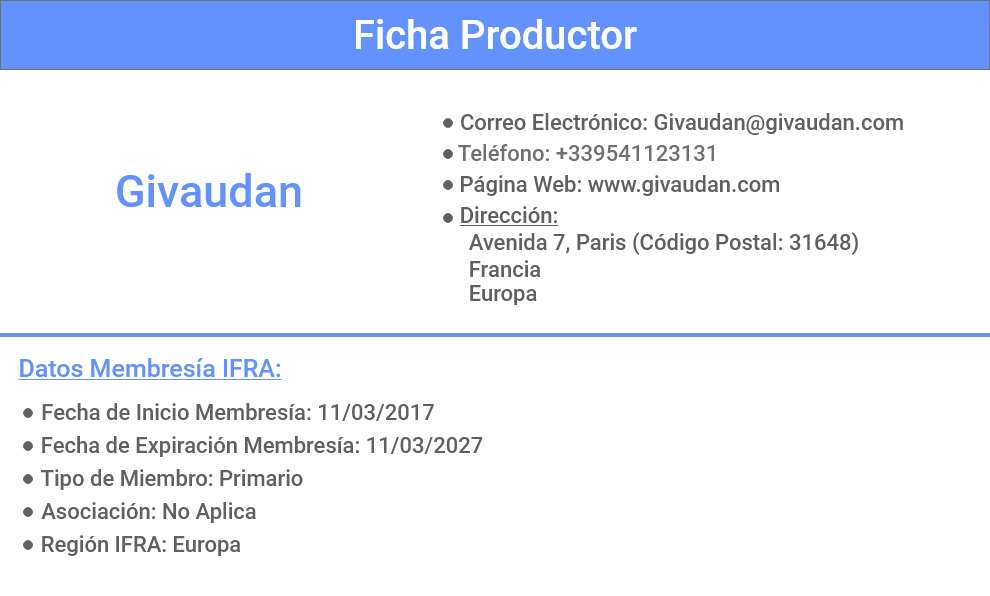 Ficha Productor
Givaudan
Correo Electrónico: Givaudan@givaudan.com
Teléfono: +339541123131
Página Web: www.givaudan.com
Dirección:
Avenida 7, Paris (Código Postal: 31648)
Francia
Europa
Datos Membresía IFRA:
Fecha de Inicio Membresía: 11/03/2017
Fecha de Expiración Membresía: 11/03/2027
Tipo de Miembro: Primario
Asociación: No Aplica
Región IFRA: Europa